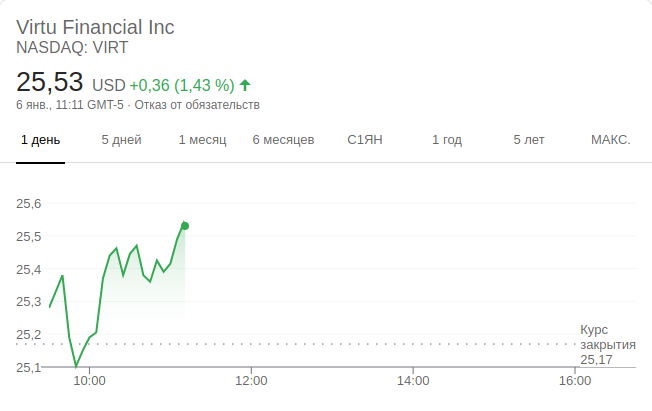 Virtu Financial Inc
NASDAQ: VIRT
25,53 USD +0,36 (1,43 %)
6 янв., 11:11 GMT-5 · Отказ от обязательств
1 день 5 дней 1 месяц 6 месяцев С1ЯН 1 год 5 лет МАКС.
25,6
25,5
25,4
25,3
25,2
25,1
Курс
закрытия
25,17
10:00 12:00 14:00 16:00